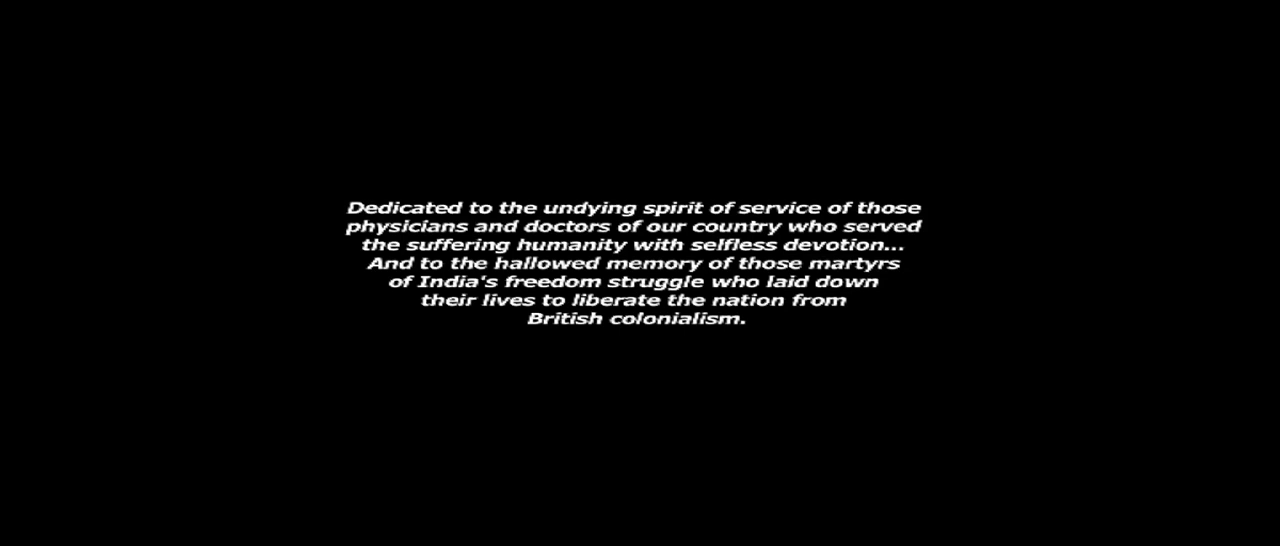 Dedicated to the undying spirit of service of those
physicians and doctors of our country who served
the suffering humanity with selfless devotion...
And to the hallowed memory of those martyrs
of India's freedom struggle who laid down
their lives to liberate the nation from
British colonialism.